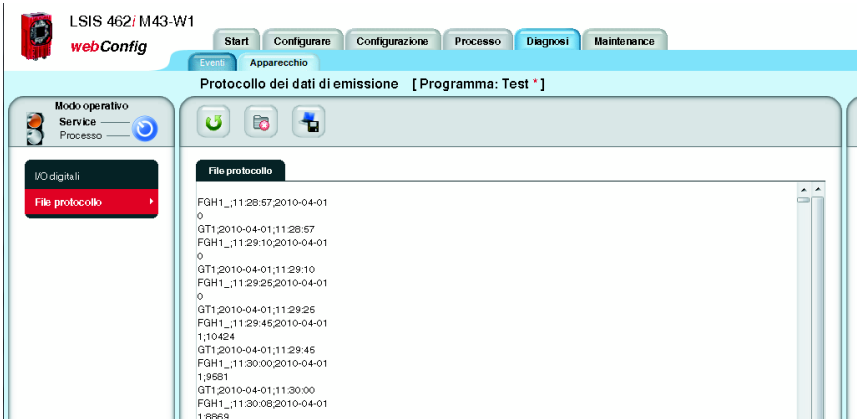 LSIS 462i M43-W1
webConfig
Start Configurare Configurazione Processo Diagnosi Maintenance
Eventi Apparecchio
Protocollo dei dati di emissione [Programma: Test *]
Modo operativo
Service
Processo
I/O digitali
File protocollo
File protocollo
FGH1_;11:28:57;2010-04-01
0
GT1;2010-04-01;11:28:57
FGH1_;11:29:10;2010-04-01
0
GT1;2010-04-01;11:29:10
FGH1_;11:29:25;2010-04-01
0
GT1;2010-04-01;11:29:25
FGH1_;11:29:45;2010-04-01
1;10424
GT1;2010-04-01;11:29:45
FGH1_;11:30:00;2010-04-01
1;9581
GT1;2010-04-01;11:30:00
FGH1_;11:30:08;2010-04-01
1;8869